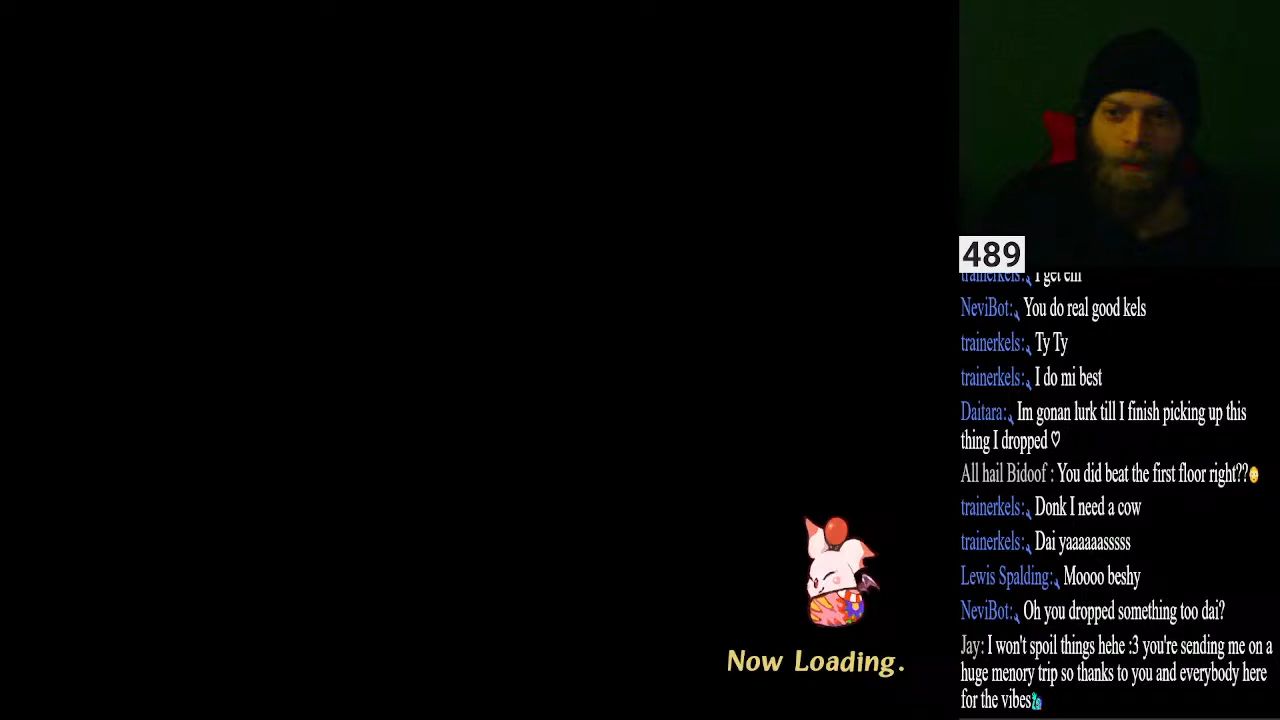 Now Loading.
489
trainerkels: I get em
NeviBot: You do real good kels
trainerkels: Ty Ty
trainerkels: I do mi best
Daitara: Im gonan lurk till I finish picking up this
thing I dropped ♡
All hail Bidoof : You did beat the first floor right??😳
trainerkels: Donk I need a cow
trainerkels: Dai yaaaaaasssss
Lewis Spalding: Moooo beshy
NeviBot: Oh you dropped something too dai?
Jay: I won't spoil things hehe :3 you're sending me on a
huge menory trip so thanks to you and everybody here
for the vibes